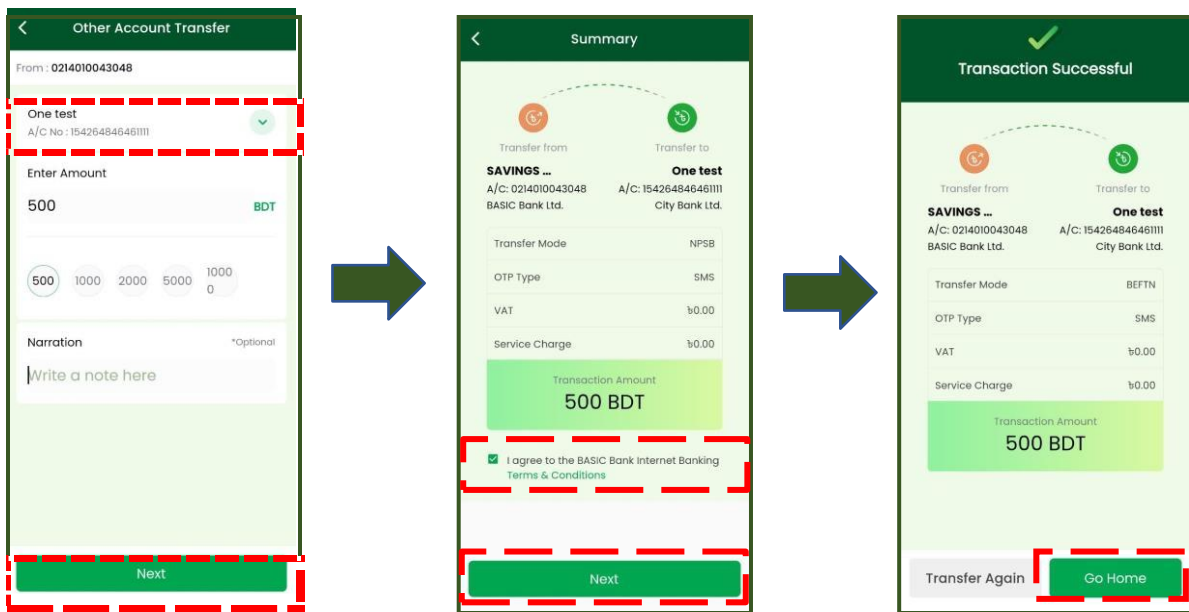 Other Account Transfer
From : 0214010043048
One test
A/C No : 154264846461111
Enter Amount
500 BDT
500 1000 2000 5000 1000
0
Narration *Optional
Write a note here
Next
Summary
Transfer from Transfer to
SAVINGS ... One test
A/C: 0214010043048 A/C: 154264846461111
BASIC Bank Ltd. City Bank Ltd.
Transfer Mode NPSB
OTP Type SMS
VAT ৳0.00
Service Charge ৳0.00
Transaction Amount
500 BDT
I agree to the BASIC Bank Internet Banking
Terms & Conditions
Next
Transaction Successful
Transfer from Transfer to
SAVINGS ... One test
A/C: 0214010043048 A/C: 154264846461111
BASIC Bank Ltd. City Bank Ltd.
Transfer Mode BEFTN
OTP Type SMS
VAT ৳0.00
Service Charge ৳0.00
Transaction Amount
500 BDT
Transfer Again Go Home